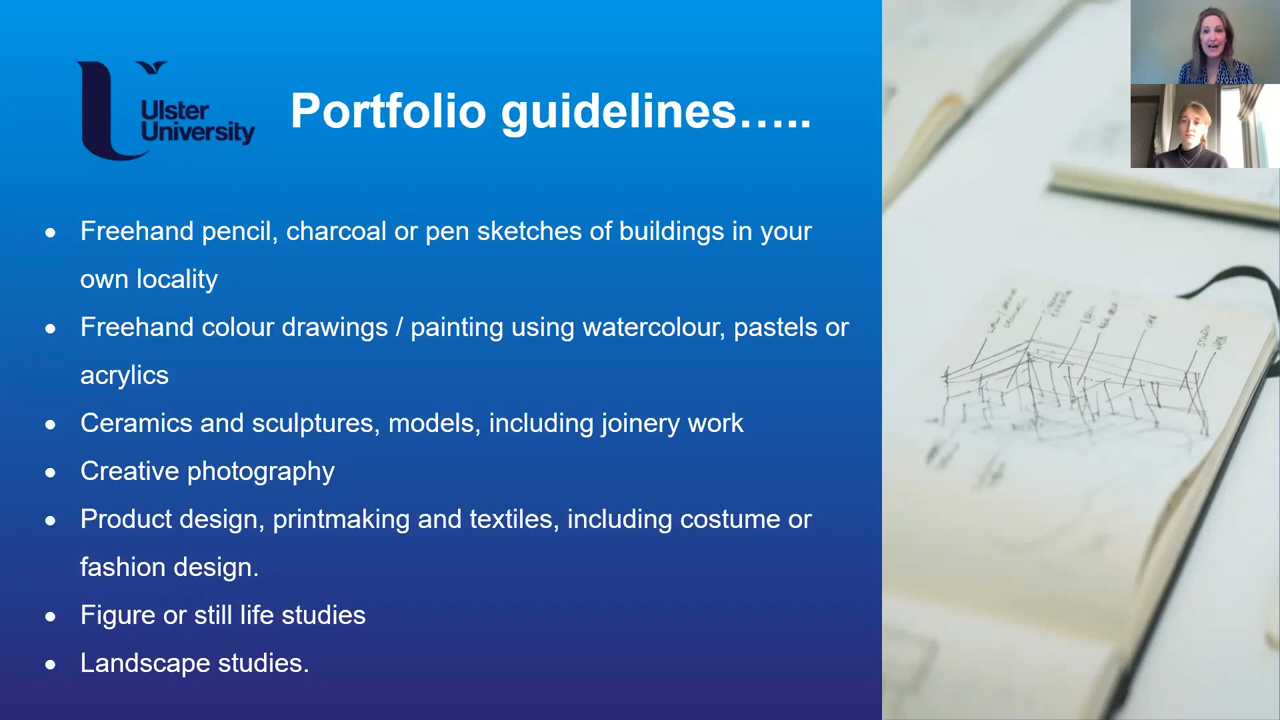 Ulster
University
Portfolio guidelines…..
• Freehand pencil, charcoal or pen sketches of buildings in your
own locality
• Freehand colour drawings / painting using watercolour, pastels or
acrylics
• Ceramics and sculptures, models, including joinery work
• Creative photography
• Product design, printmaking and textiles, including costume or
fashion design.
• Figure or still life studies
• Landscape studies.